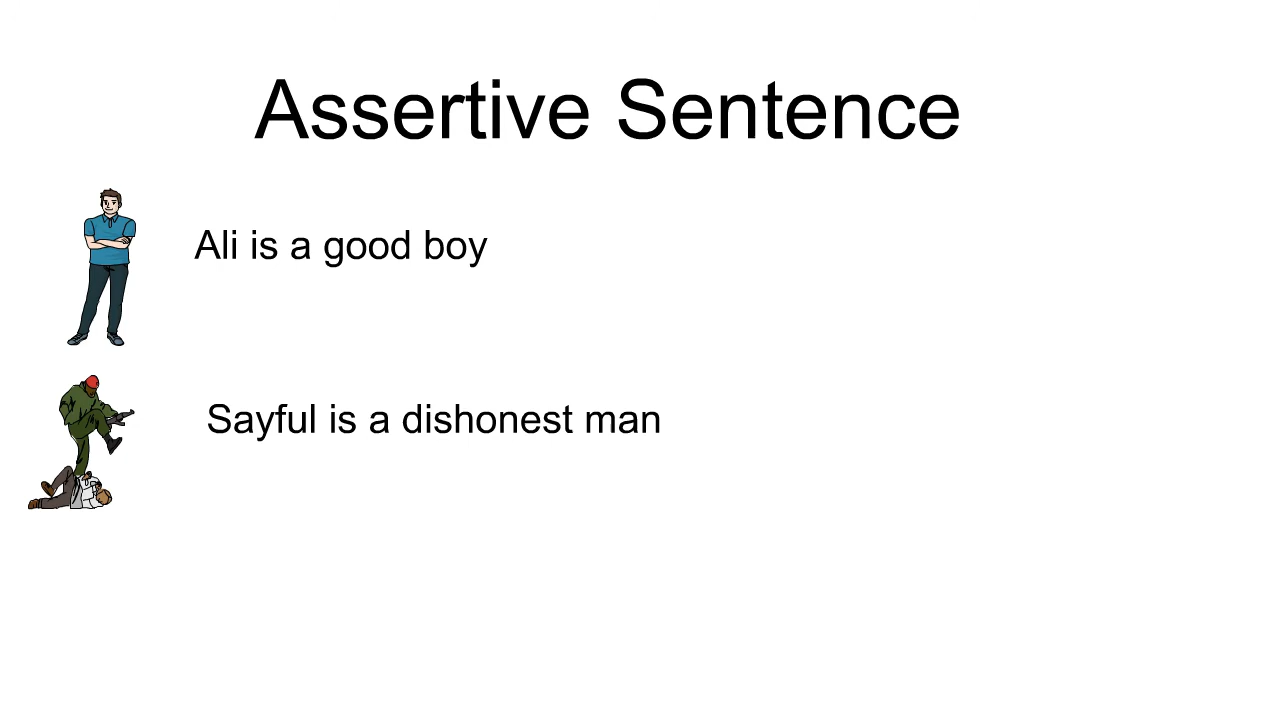 Assertive Sentence
Ali is a good boy
Sayful is a dishonest man